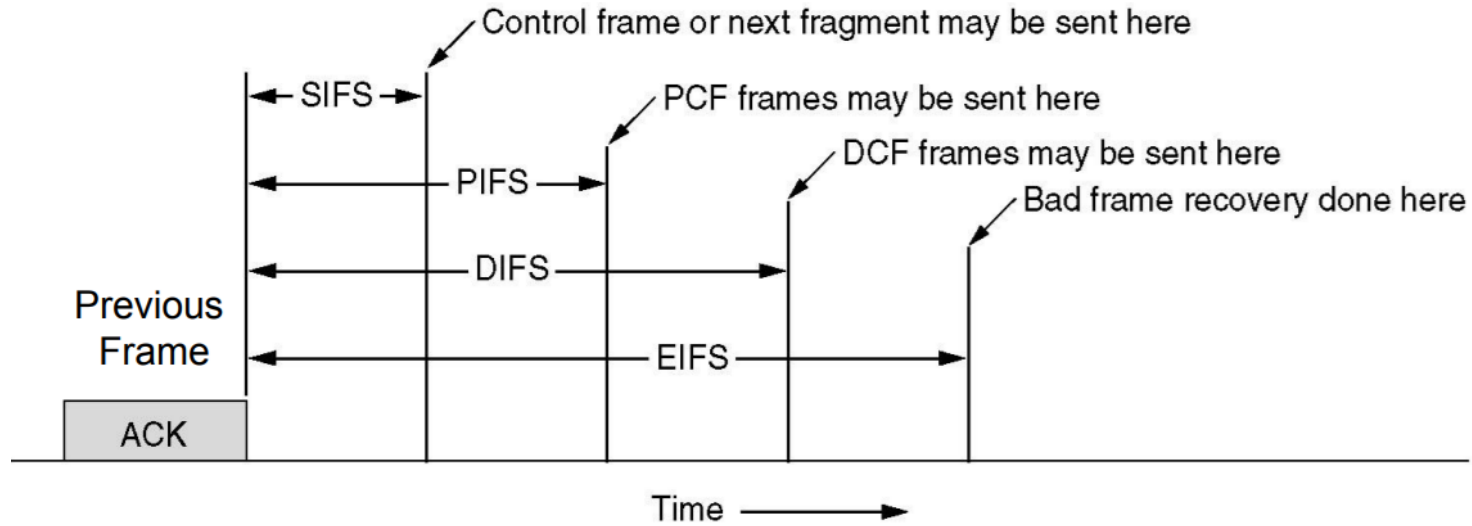 Control frame or next fragment may be sent here
SIFS
PCF frames may be sent here
PIFS
DCF frames may be sent here
Bad frame recovery done here
DIFS
Previous
Frame
EIFS
ACK
Time